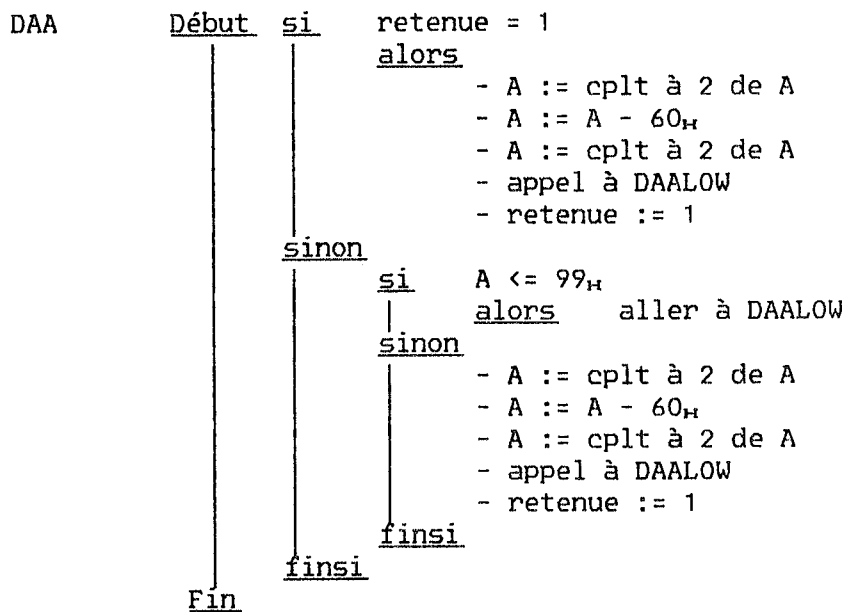 DAA Début si retenue = 1
alors
- A := cplt à 2 de A
- A := A - 60H
- A := cplt à 2 de A
- appel à DAALOW
- retenue := 1
sinon
si A <= 99H
alors aller à DAALOW
sinon
- A := cplt à 2 de A
- A := A - 60H
- A := cplt à 2 de A
- appel à DAALOW
- retenue := 1
finsi
finsi
Fin